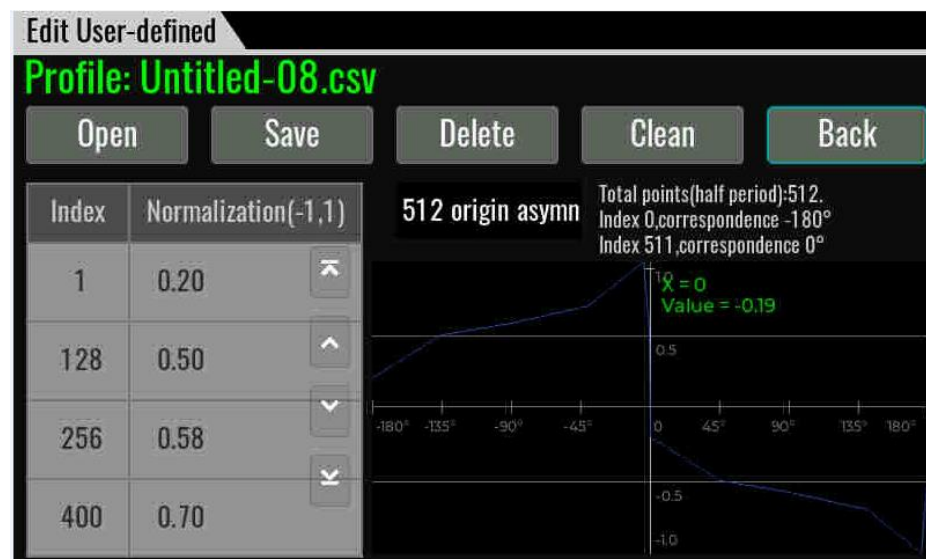 Edit User-defined
Profile: Untitled-08.csv
Open Save Delete Clean Back
Index Normalization(-1,1)
512 origin asymn
Total points(half period):512.
Index 0,correspondence -180°
Index 511,correspondence 0°
1 0.20
128 0.50
256 0.58
400 0.70
1.0
X = 0
Value = -0.19
0.5
-180° -135° -90° -45° 0 45° 90° 135° 180°
-0.5
-1.0